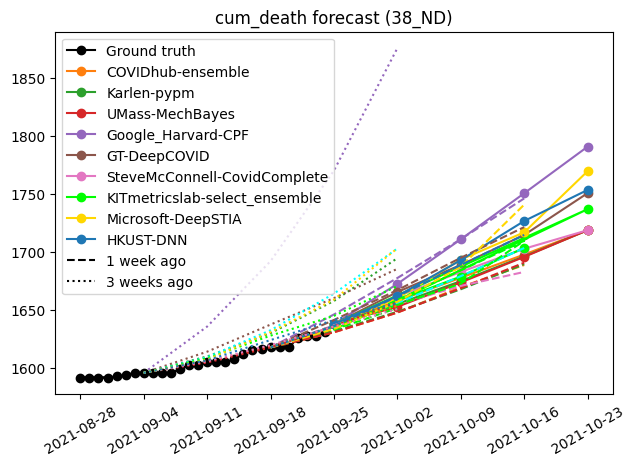 cum_death forecast (38_ND)
Ground truth
COVIDhub-ensemble
Karlen-pypm
UMass-MechBayes
Google_Harvard-CPF
GT-DeepCOVID
SteveMcConnell-CovidComplete
KITmetricslab-select_ensemble
Microsoft-DeepSTIA
HKUST-DNN
1 week ago
3 weeks ago
1850
1800
1750
1700
1650
1600
2021-08-28
2021-09-04
2021-09-11
2021-09-18
2021-09-25
2021-10-02
2021-10-09
2021-10-16
2021-10-23